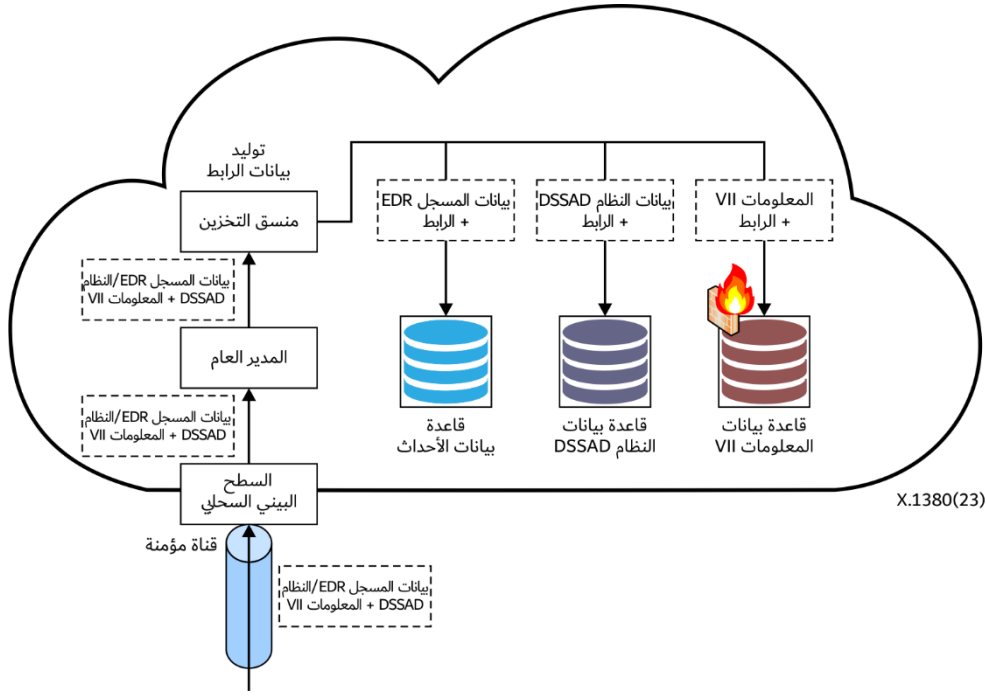 توليد
بيانات الرابط
منسق التخزين
بيانات المسجل EDR
+ الرابط
بيانات النظام DSSAD
+ الرابط
المعلومات VII
+ الرابط
بيانات المسجل EDR/النظام
DSSAD + المعلومات VII
المدير العام
بيانات المسجل EDR/النظام
DSSAD + المعلومات VII
قاعدة
بيانات الأحداث
قاعدة بيانات
النظام DSSAD
قاعدة بيانات
المعلومات VII
السطح
البيني السحابي
X.1380(23)
قناة مؤمنة
بيانات المسجل EDR/النظام
DSSAD + المعلومات VII